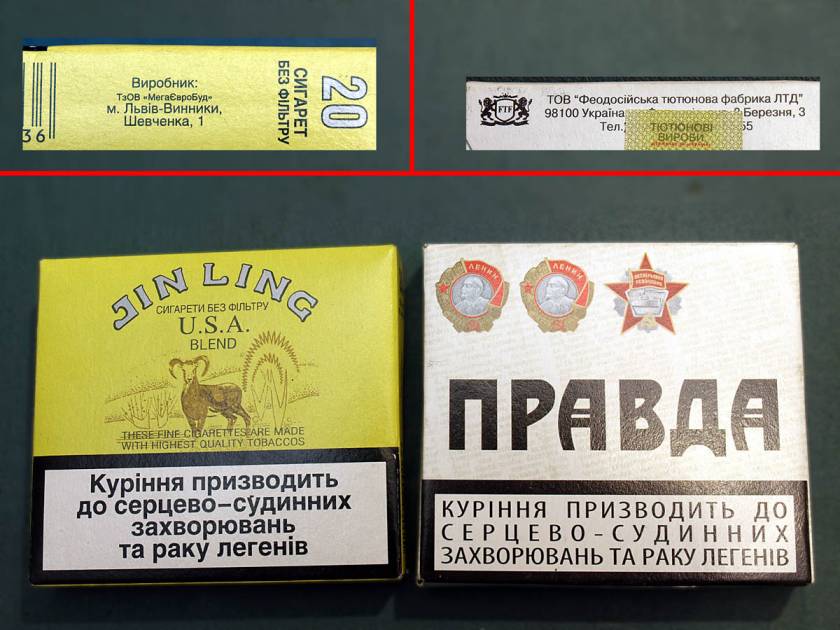 Виробник:
ТзОВ «МегаЄвроБуд»
м. Львів-Винники,
Шевченка, 1
36
20
СИГАРЕТ
БЕЗ ФІЛЬТРУ
FTF
ТОВ "Феодосійська тютюнова фабрика ЛТД"
98100 Україна Березня, 3
Тел. 55
ТЮТЮНОВІ
ВИРОБИ
JIN LING
СИГАРЕТИ БЕЗ ФІЛЬТРУ
U.S.A.
BLEND
THESE FINE CIGARETTES ARE MADE
WITH HIGHEST QUALITY TOBACCOS
Куріння призводить
до серцево–судинних
захворювань
та раку легенів
ЛЕНИН
ЛЕНИН
ОКТЯБРЬСКАЯ
РЕВОЛЮЦИЯ
ПРАВДА
КУРІННЯ ПРИЗВОДИТЬ ДО
СЕРЦЕВО-СУДИННИХ
ЗАХВОРЮВАНЬ ТА РАКУ ЛЕГЕНІВ